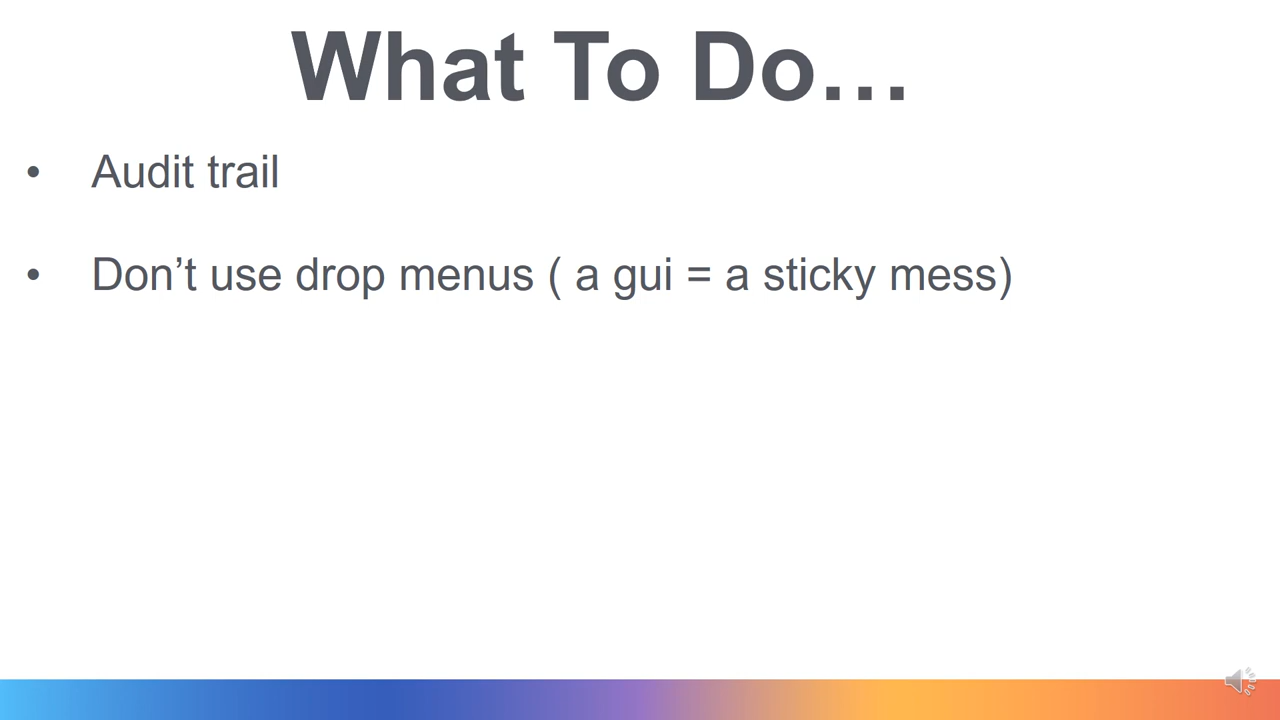 What To Do…
• Audit trail
• Don’t use drop menus ( a gui = a sticky mess)